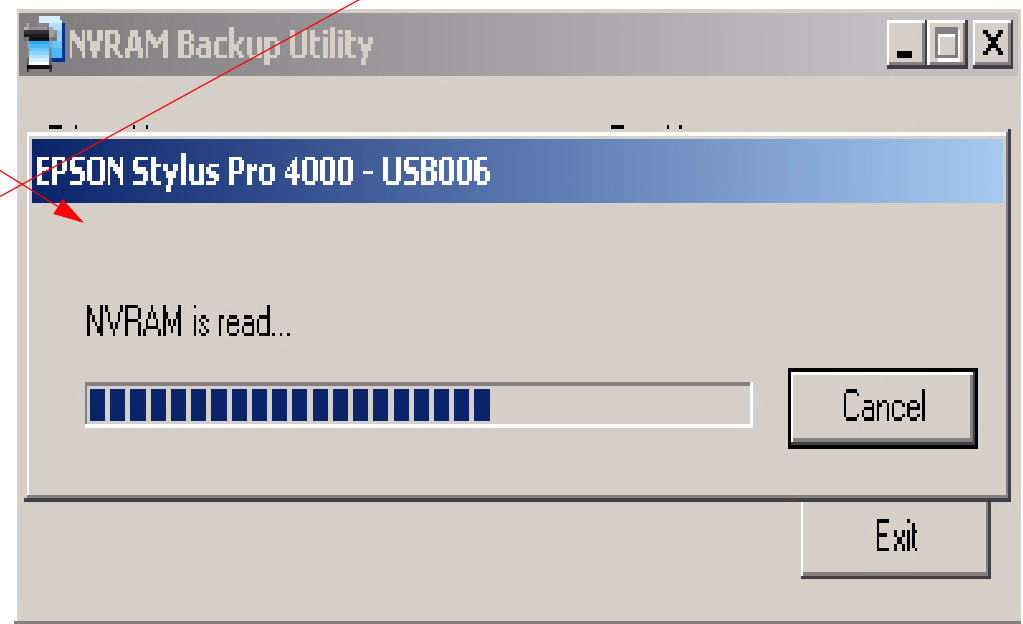 NVRAM Backup Utility
EPSON Stylus Pro 4000 - USB006
NVRAM is read...
Cancel
Exit